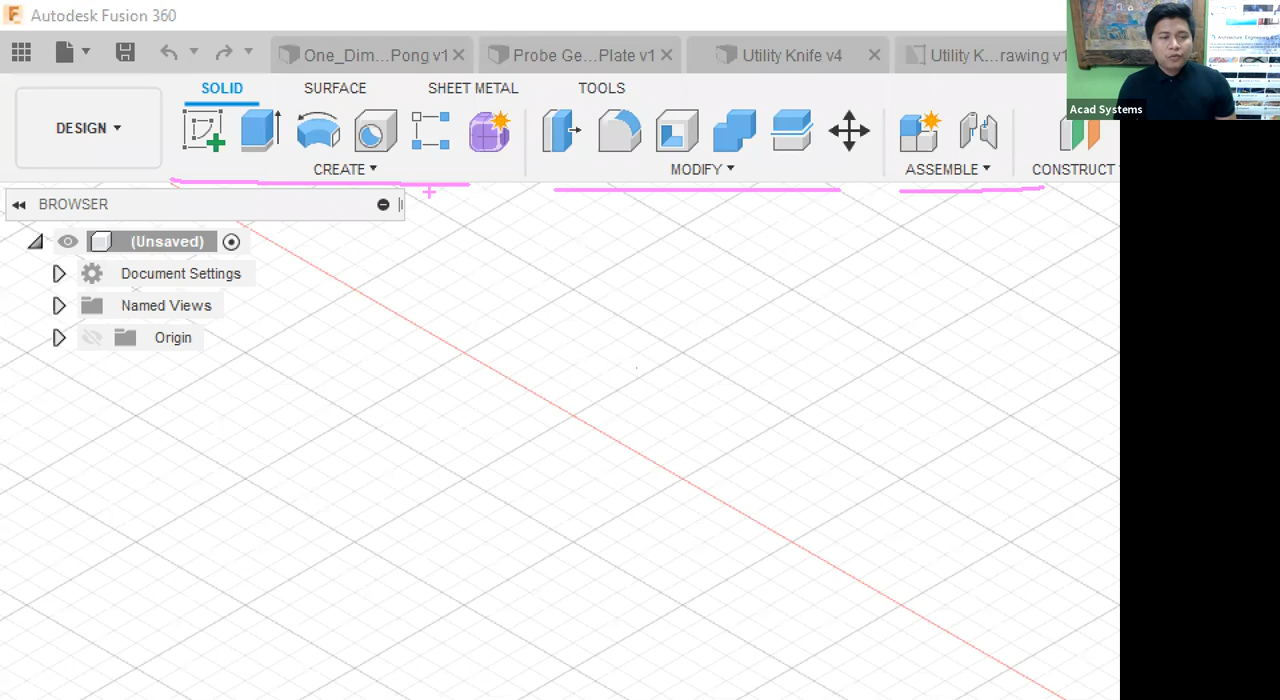 Autodesk Fusion 360
One_Dim...Pong v1
Probe Ge...Plate v1
Utility Knife v4
Utility K...rawing v1
Acad Systems
SOLID
SURFACE
SHEET METAL
TOOLS
DESIGN
CREATE
MODIFY
ASSEMBLE
CONSTRUCT
BROWSER
(Unsaved)
Document Settings
Named Views
Origin